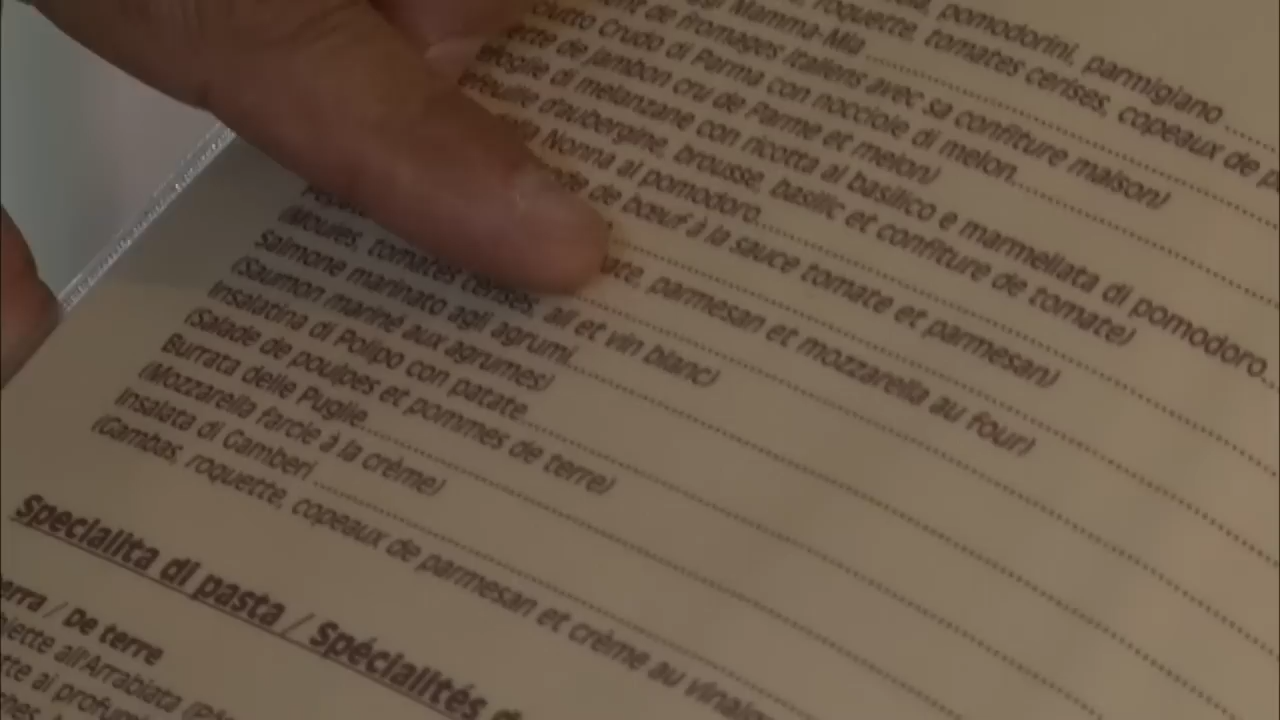 pomodorini, parmigiano
roquette, tomates cerises, copeaux de
Mamma-Mia
de fromages italiens avec sa confiture maison)
Crudo di Parma con nocciole di melon
de jambon cru de Parme et melon)
di melanzane con ricotta al basilico e marmellata di pomodoro
d'aubergine, brousse, basilic et confiture de tomate)
Nonna al pomodoro
de bœuf à la sauce tomate et parmesan)
parmesan et mozzarella au four)
(Moules, tomates cerises, ail et vin blanc)
Salmone marinato agli agrumi
(Saumon mariné aux agrumes)
Insalatina di Polipo con patate
(Salade de poulpes et pommes de terre)
Burrata delle Puglie
(Mozzarella farcie à la crème)
Insalata di Gamberi
(Gambas, roquette, copeaux de parmesan et crème au
Specialita di pasta / Spécialités
/ De terre
all'Arrabiata